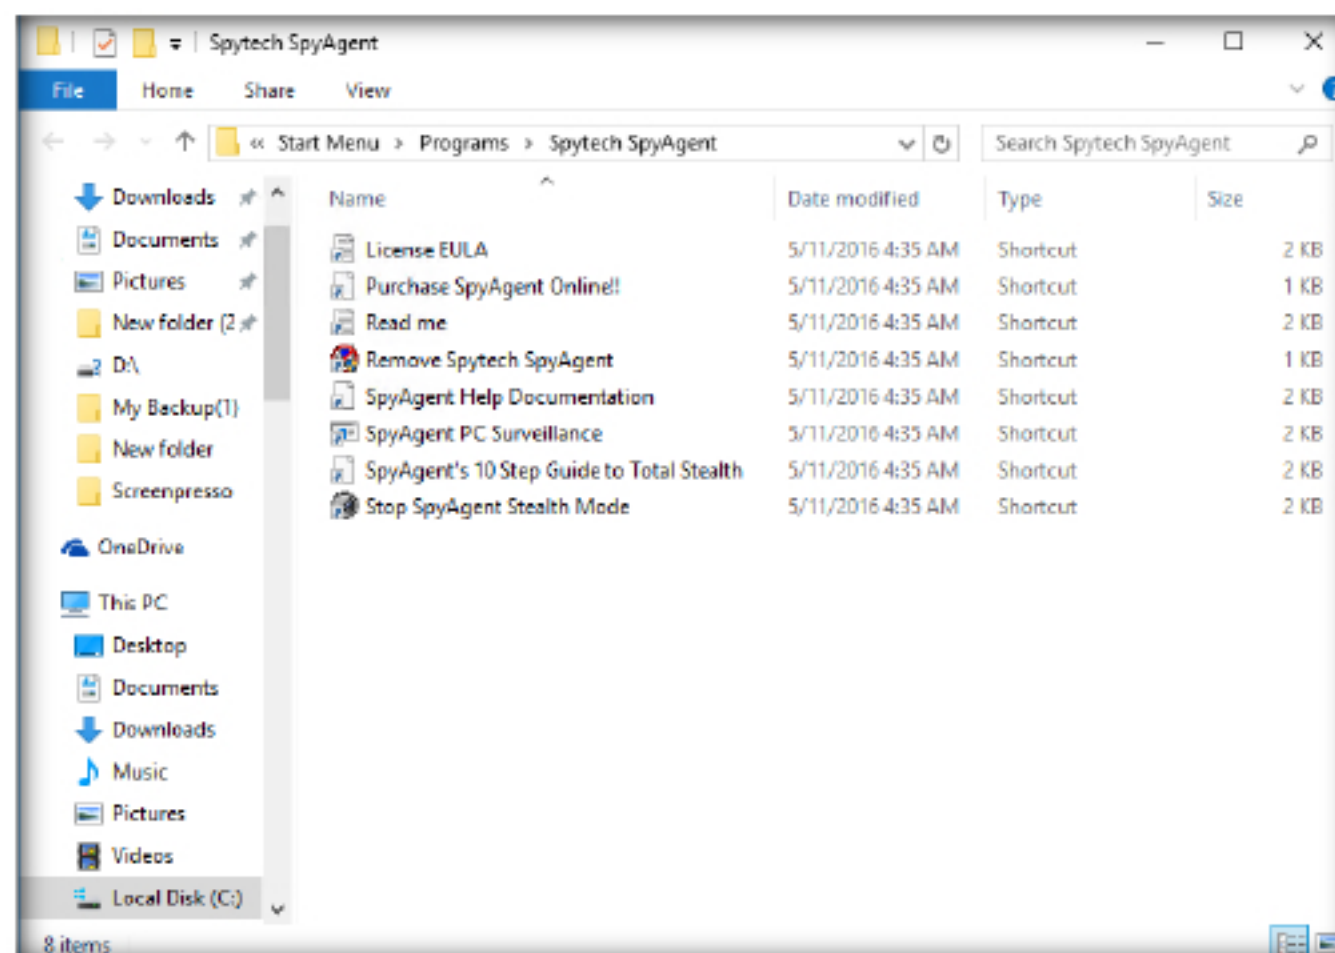 Spytech SpyAgent
File Home Share View
« Start Menu > Programs > Spytech SpyAgent Search Spytech SpyAgent
Name Date modified Type Size
License EULA 5/11/2016 4:35 AM Shortcut 2 KB
Purchase SpyAgent Online!! 5/11/2016 4:35 AM Shortcut 1 KB
Read me 5/11/2016 4:35 AM Shortcut 2 KB
Remove Spytech SpyAgent 5/11/2016 4:35 AM Shortcut 1 KB
SpyAgent Help Documentation 5/11/2016 4:35 AM Shortcut 2 KB
SpyAgent PC Surveillance 5/11/2016 4:35 AM Shortcut 2 KB
SpyAgent's 10 Step Guide to Total Stealth 5/11/2016 4:35 AM Shortcut 2 KB
Stop SpyAgent Stealth Mode 5/11/2016 4:35 AM Shortcut 2 KB
Downloads
Documents
Pictures
New folder (2
D:\
My Backup(1)
New folder
Screenpresso
OneDrive
This PC
Desktop
Documents
Downloads
Music
Pictures
Videos
Local Disk (C:)
8 items